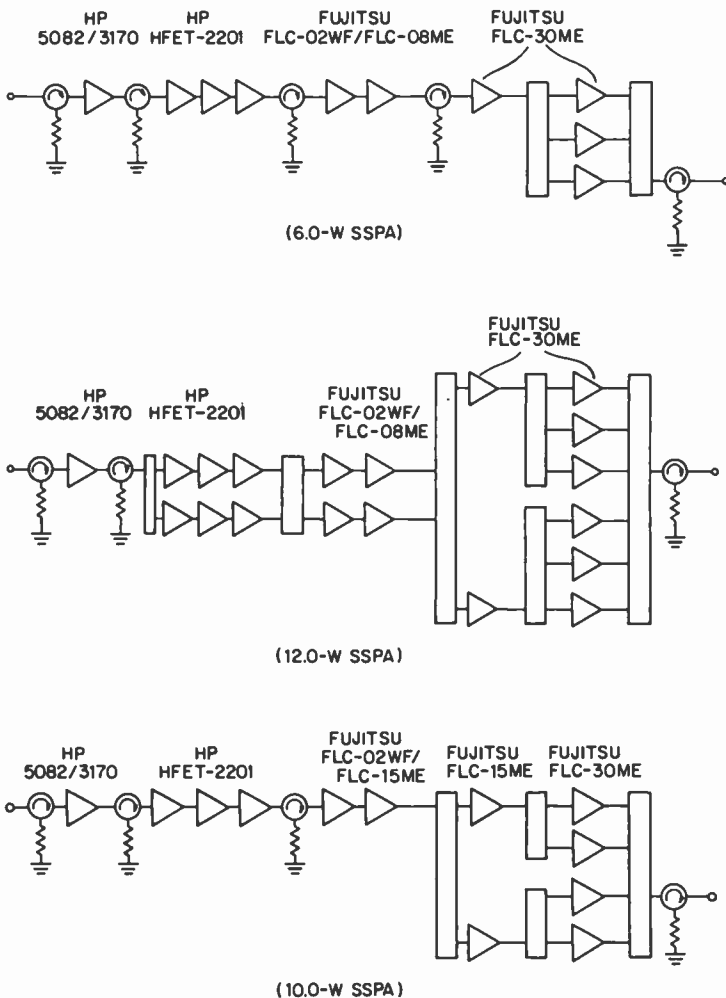 HP
5082/3170
HP
HFET-2201
FUJITSU
FLC-02WF/FLC-08ME
FUJITSU
FLC-30ME
(6.0-W SSPA)
FUJITSU
FLC-30ME
HP
5082/3170
HP
HFET-2201
FUJITSU
FLC-02WF/
FLC-08ME
(12.0-W SSPA)
HP
5082/3170
HP
HFET-2201
FUJITSU
FLC-02WF/
FLC-15ME
FUJITSU
FLC-15ME
FUJITSU
FLC-30ME
(10.0-W SSPA)